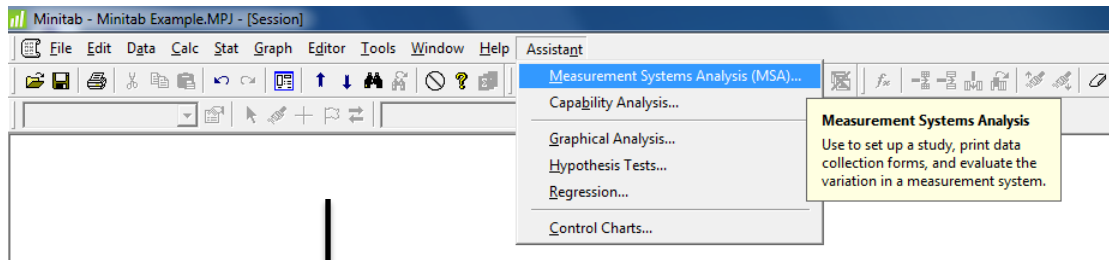 Minitab - Minitab Example.MPJ - [Session]
File Edit Data Calc Stat Graph Editor Tools Window Help Assistant
Measurement Systems Analysis (MSA)...
Capability Analysis...
Graphical Analysis...
Hypothesis Tests...
Regression...
Control Charts...
Measurement Systems Analysis
Use to set up a study, print data
collection forms, and evaluate the
variation in a measurement system.